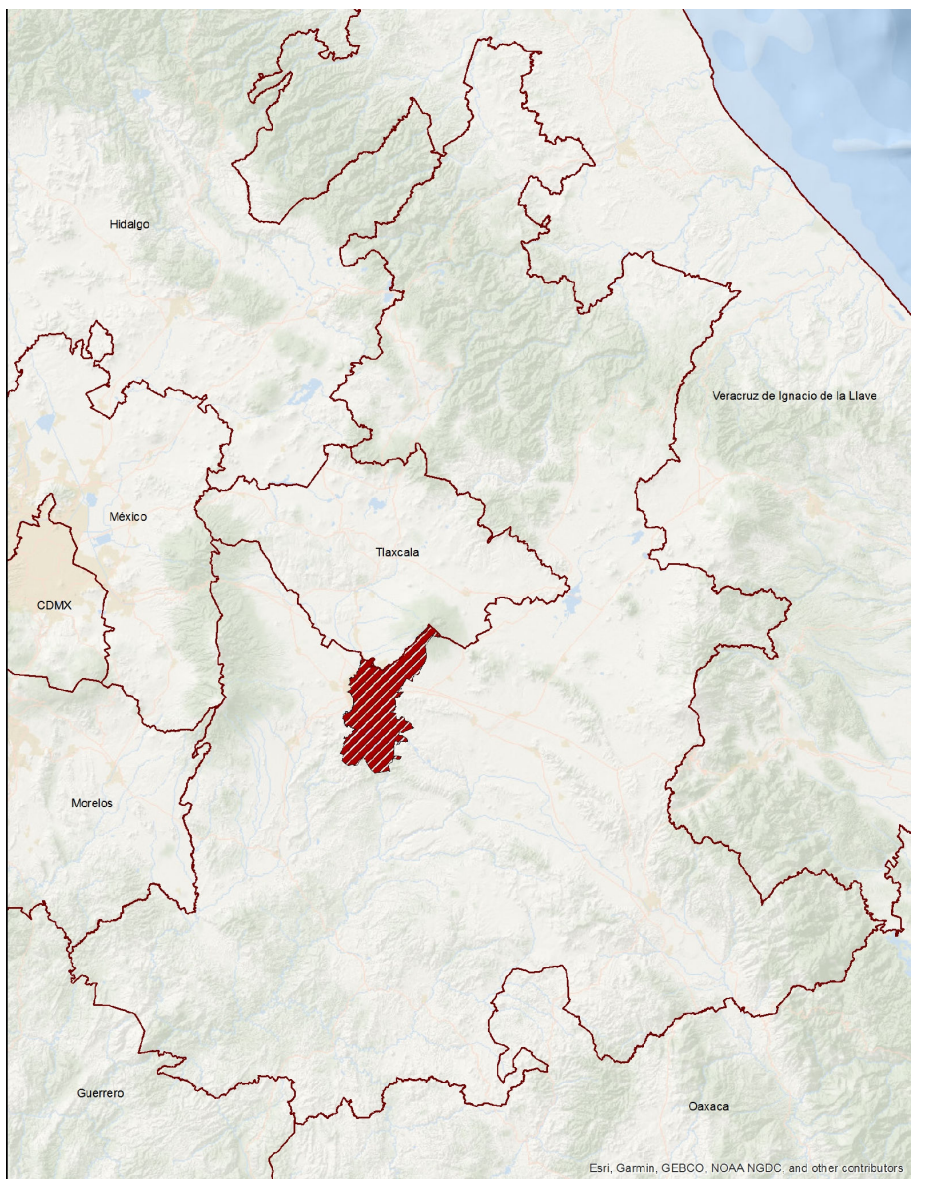 Hidalgo
Veracruz de Ignacio de la Llave
México
Tlaxcala
CDMX
Morelos
Guerrero
Oaxaca
Esri, Garmin, GEBCO, NOAA NGDC, and other contributors